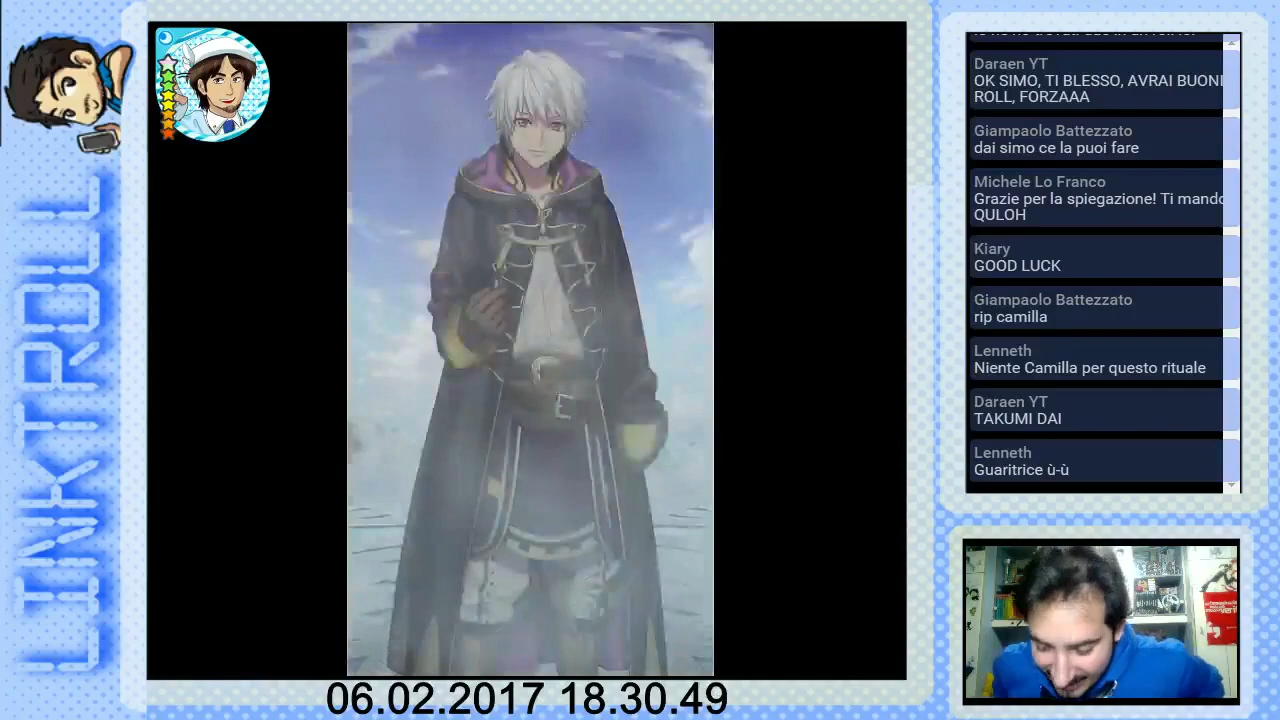 LINKTROLL
Daraen YT
OK SIMO, TI BLESSO, AVRAI BUONI
ROLL, FORZAAA
Giampaolo Battezzato
dai simo ce la puoi fare
Michele Lo Franco
Grazie per la spiegazione! Ti mando
QULOH
Kiary
GOOD LUCK
Giampaolo Battezzato
rip camilla
Lenneth
Niente Camilla per questo rituale
Daraen YT
TAKUMI DAI
Lenneth
Guaritrice ù-ù
06.02.2017 18.30.49